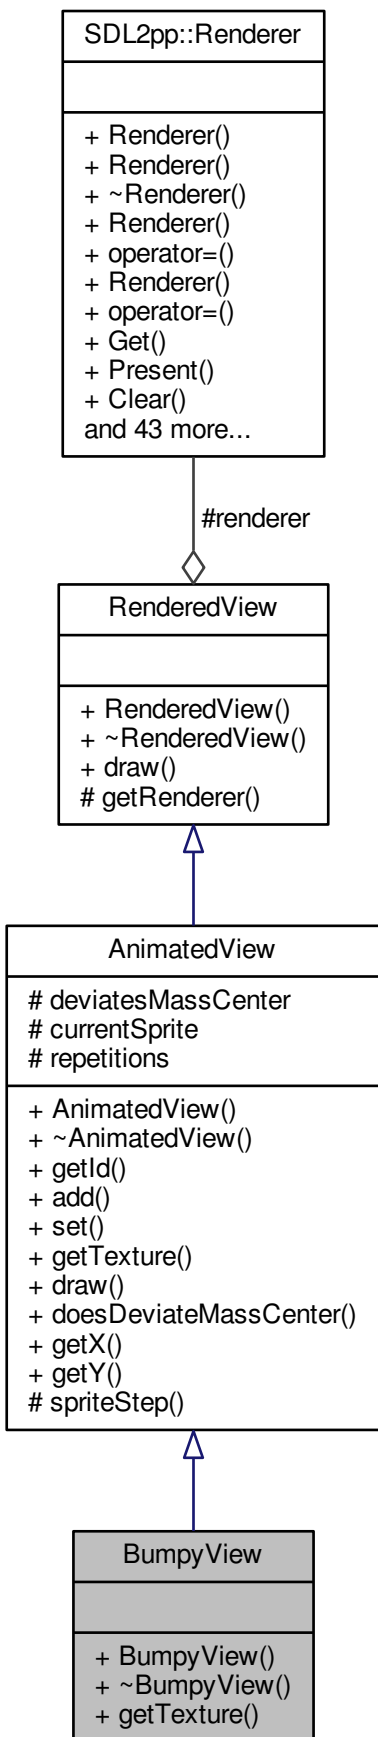 SDL2pp::Renderer
+ Renderer()
+ Renderer()
+ ~Renderer()
+ Renderer()
+ operator=()
+ Renderer()
+ operator=()
+ Get()
+ Present()
+ Clear()
and 43 more...
#renderer
RenderedView
+ RenderedView()
+ ~RenderedView()
+ draw()
# getRenderer()
AnimatedView
# deviatesMassCenter
# currentSprite
# repetitions
+ AnimatedView()
+ ~AnimatedView()
+ getId()
+ add()
+ set()
+ getTexture()
+ draw()
+ doesDeviateMassCenter()
+ getX()
+ getY()
# spriteStep()
BumpyView
+ BumpyView()
+ ~BumpyView()
+ getTexture()